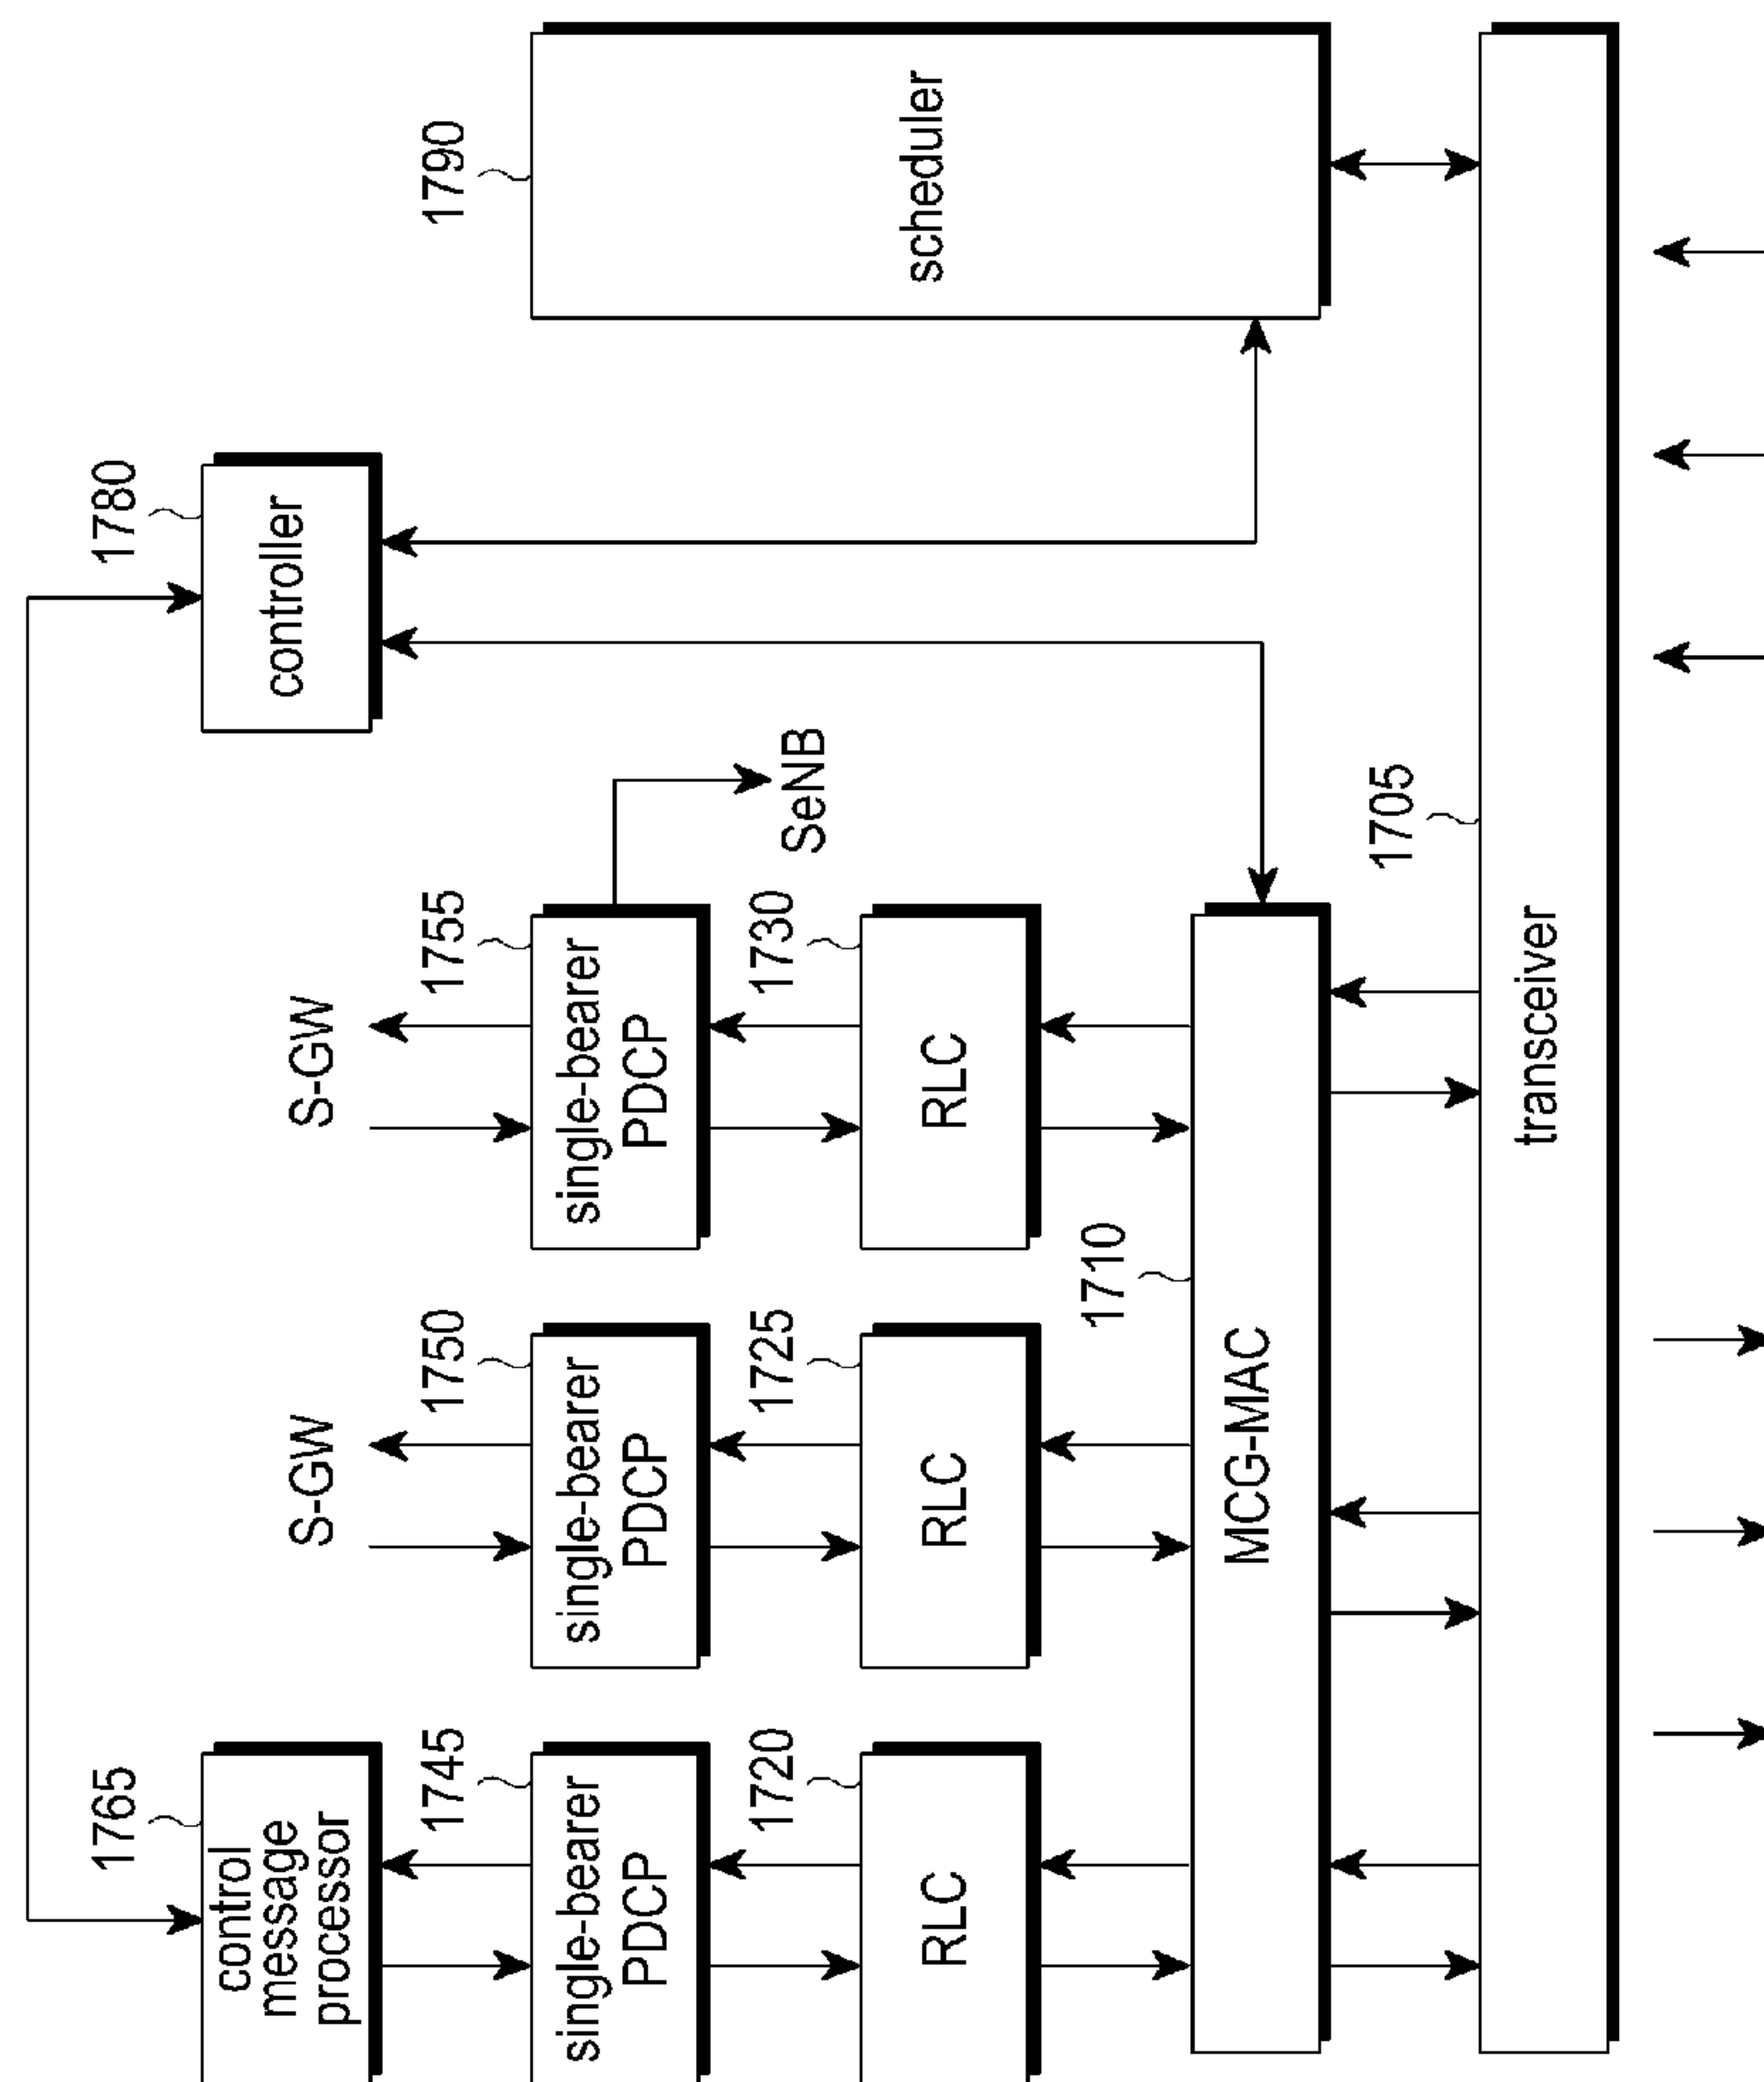 1765
control
message
processor
1780
controller
S-GW
S-GW
SeNB
1745
single-bearer
PDCP
1750
single-bearer
PDCP
1755
single-bearer
PDCP
1790
scheduler
1720
RLC
1725
RLC
1730
RLC
1710
MCG-MAC
1705
transceiver